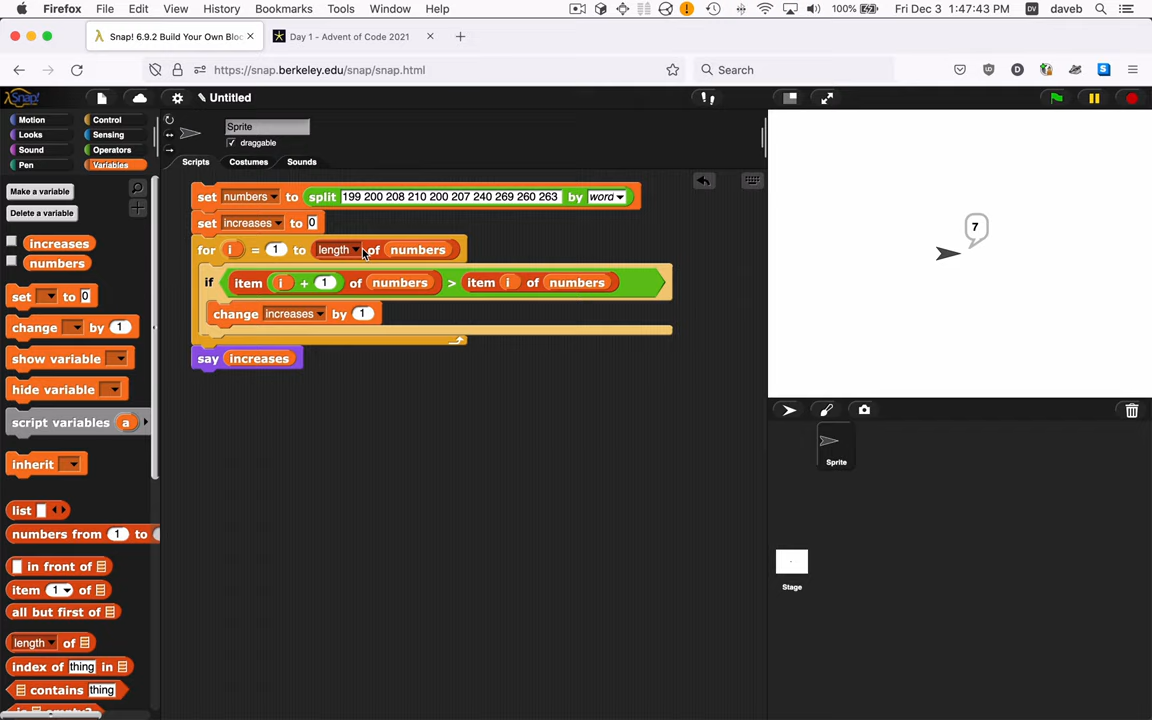 Firefox File Edit View History Bookmarks Tools Window Help 100% Fri Dec 3 1:47:43 PM daveb
Snap! 6.9.2 Build Your Own Bloc
Day 1 - Advent of Code 2021
https://snap.berkeley.edu/snap/snap.html
Search
Snap! Untitled
Motion Control
Looks Sensing
Sound Operators
Pen Variables
Sprite
draggable
Scripts Costumes Sounds
Make a variable
Delete a variable
increases
numbers
set to 0
change by 1
show variable
hide variable
script variables a
inherit
list
numbers from 1 to
in front of
item 1 of
all but first of
length of
index of thing in
contains thing
set numbers to split 199 200 208 210 200 207 240 269 260 263 by word
set increases to 0
for i = 1 to length of numbers
if item i + 1 of numbers > item i of numbers
change increases by 1
say increases
7
Sprite
Stage